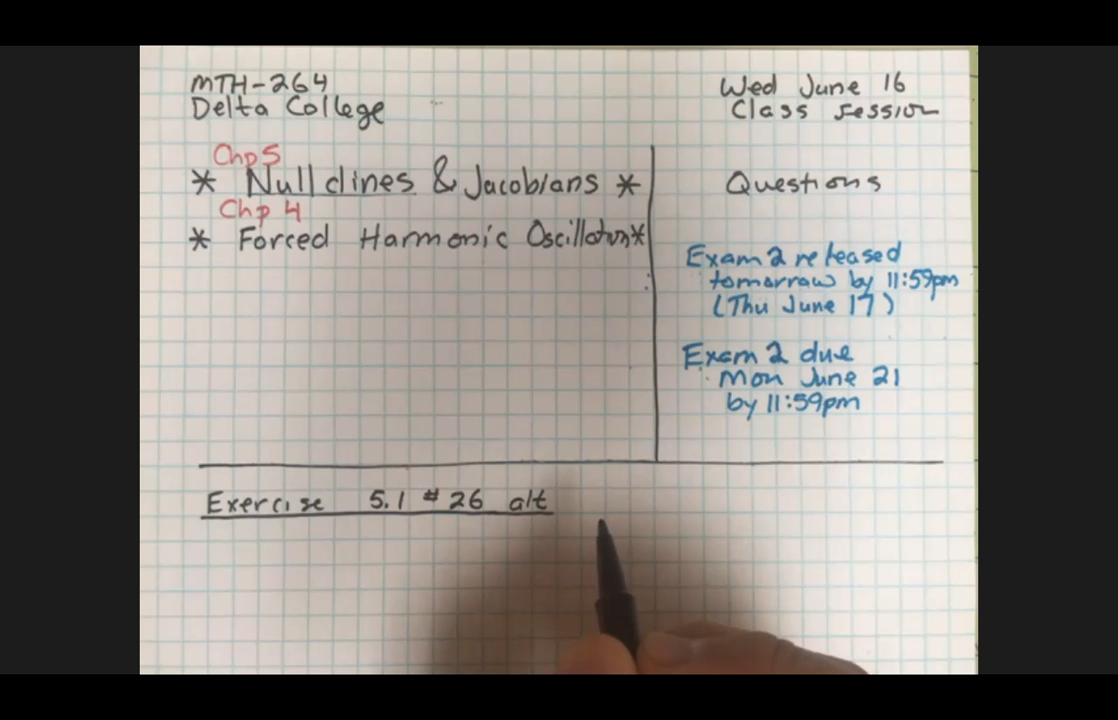 MTH-264
Delta College
Wed June 16
Class session
Chp 5
* Nullclines & Jacobians *
Chp 4
* Forced Harmonic Oscillators *
Questions
Exam 2 released
tomorrow by 11:59pm
(Thu June 17)
Exam 2 due
Mon June 21
by 11:59pm
Exercise 5.1 # 26 alt